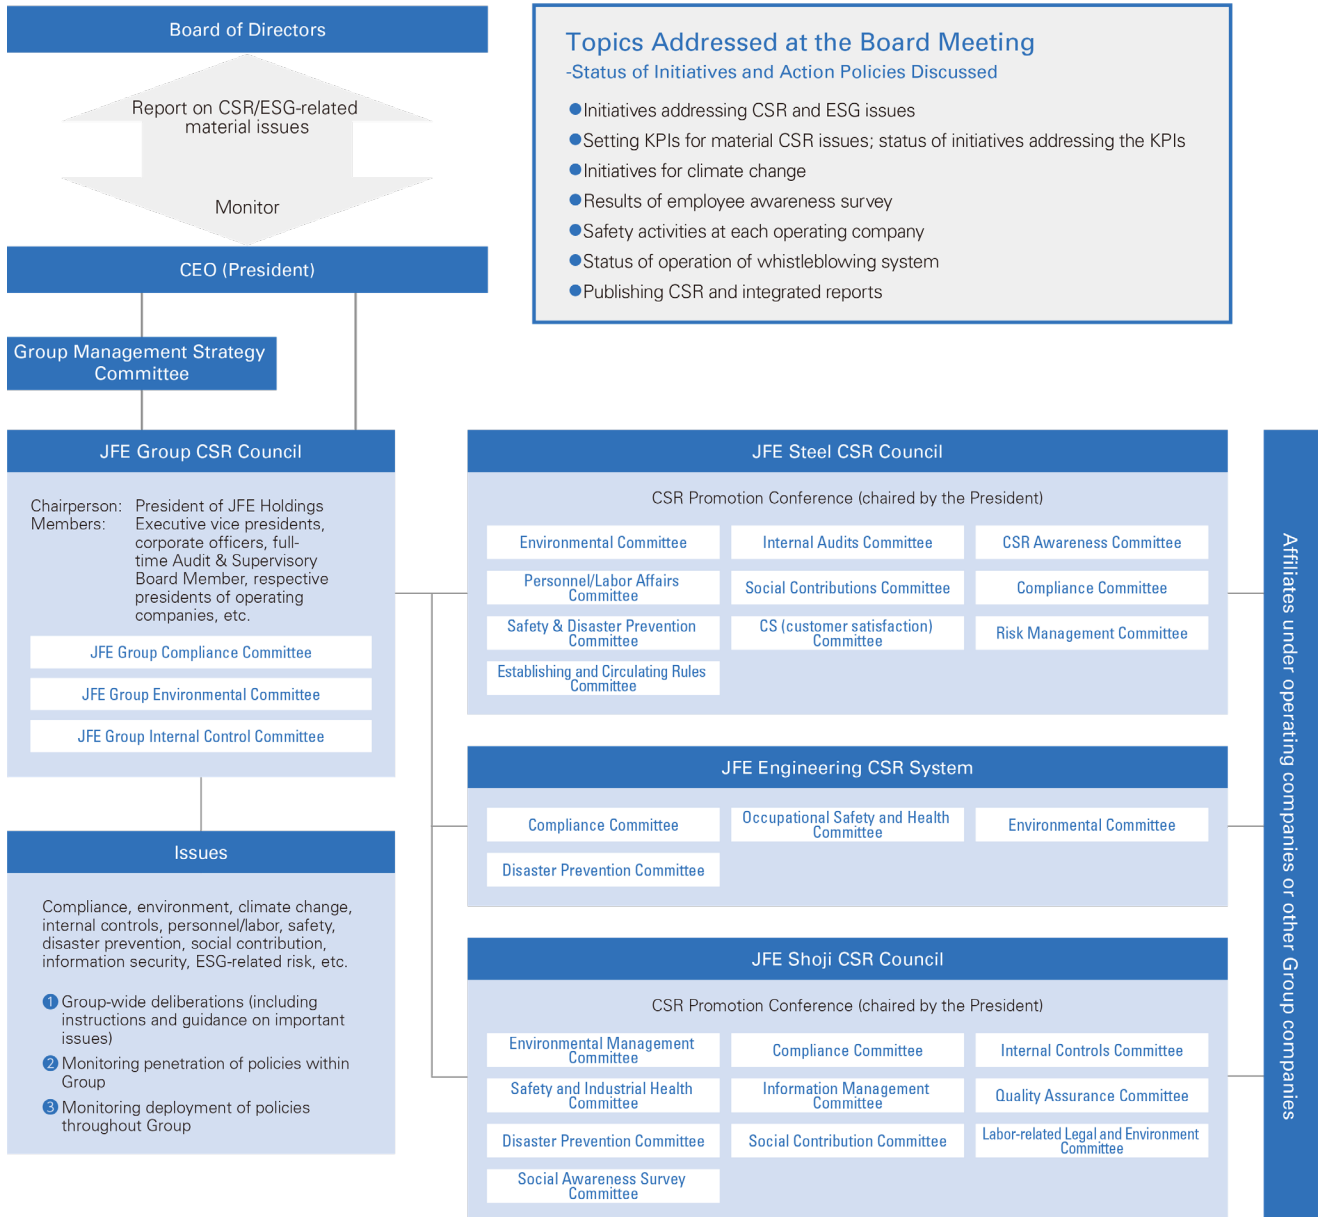 Board of Directors
Report on CSR/ESG-related
material issues
Monitor
CEO (President)
Group Management Strategy
Committee
Topics Addressed at the Board Meeting
-Status of Initiatives and Action Policies Discussed
●Initiatives addressing CSR and ESG issues
●Setting KPIs for material CSR issues; status of initiatives addressing the KPIs
●Initiatives for climate change
●Results of employee awareness survey
●Safety activities at each operating company
●Status of operation of whistleblowing system
●Publishing CSR and integrated reports
JFE Group CSR Council
Chairperson: President of JFE Holdings
Members: Executive vice presidents,
corporate officers, full-
time Audit & Supervisory
Board Member, respective
presidents of operating
companies, etc.
JFE Group Compliance Committee
JFE Group Environmental Committee
JFE Group Internal Control Committee
Issues
Compliance, environment, climate change,
internal controls, personnel/labor, safety,
disaster prevention, social contribution,
information security, ESG-related risk, etc.
❶ Group-wide deliberations (including
instructions and guidance on important
issues)
❷ Monitoring penetration of policies within
Group
❸ Monitoring deployment of policies
throughout Group
JFE Steel CSR Council
CSR Promotion Conference (chaired by the President)
Environmental Committee
Internal Audits Committee
CSR Awareness Committee
Personnel/Labor Affairs
Committee
Social Contributions Committee
Compliance Committee
Safety & Disaster Prevention
Committee
CS (customer satisfaction)
Committee
Risk Management Committee
Establishing and Circulating Rules
Committee
JFE Engineering CSR System
Compliance Committee
Occupational Safety and Health
Committee
Environmental Committee
Disaster Prevention Committee
JFE Shoji CSR Council
CSR Promotion Conference (chaired by the President)
Environmental Management
Committee
Compliance Committee
Internal Controls Committee
Safety and Industrial Health
Committee
Information Management
Committee
Quality Assurance Committee
Disaster Prevention Committee
Social Contribution Committee
Labor-related Legal and Environment
Committee
Social Awareness Survey
Committee
Affiliates under operating companies or other Group companies